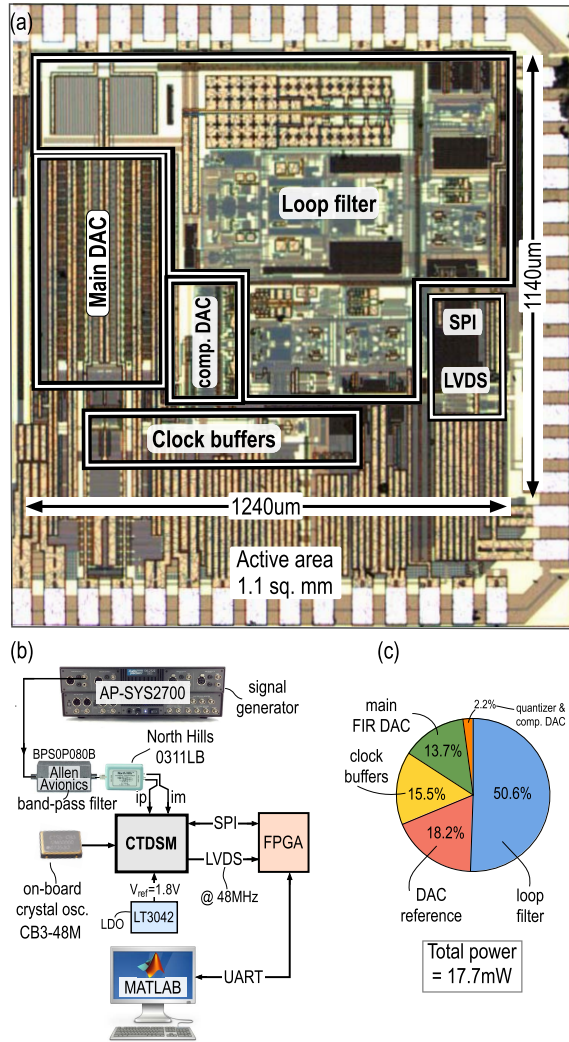 (a)
Loop filter
Main DAC
comp. DAC
SPI
LVDS
1140um
Clock buffers
1240um
Active area
1.1 sq. mm
(b)
AP-SYS2700
signal
generator
North Hills
0311LB
BPS0P080B
Allen
Avionics
band-pass filter
ip
im
CTDSM
SPI
FPGA
LVDS
@ 48MHz
on-board
crystal osc.
CB3-48M
Vref=1.8V
LDO
LT3042
MATLAB
UART
(c)
2.2%
quantizer &
comp. DAC
main
FIR DAC
13.7%
clock
buffers
15.5%
50.6%
18.2%
DAC
reference
loop
filter
Total power
= 17.7mW